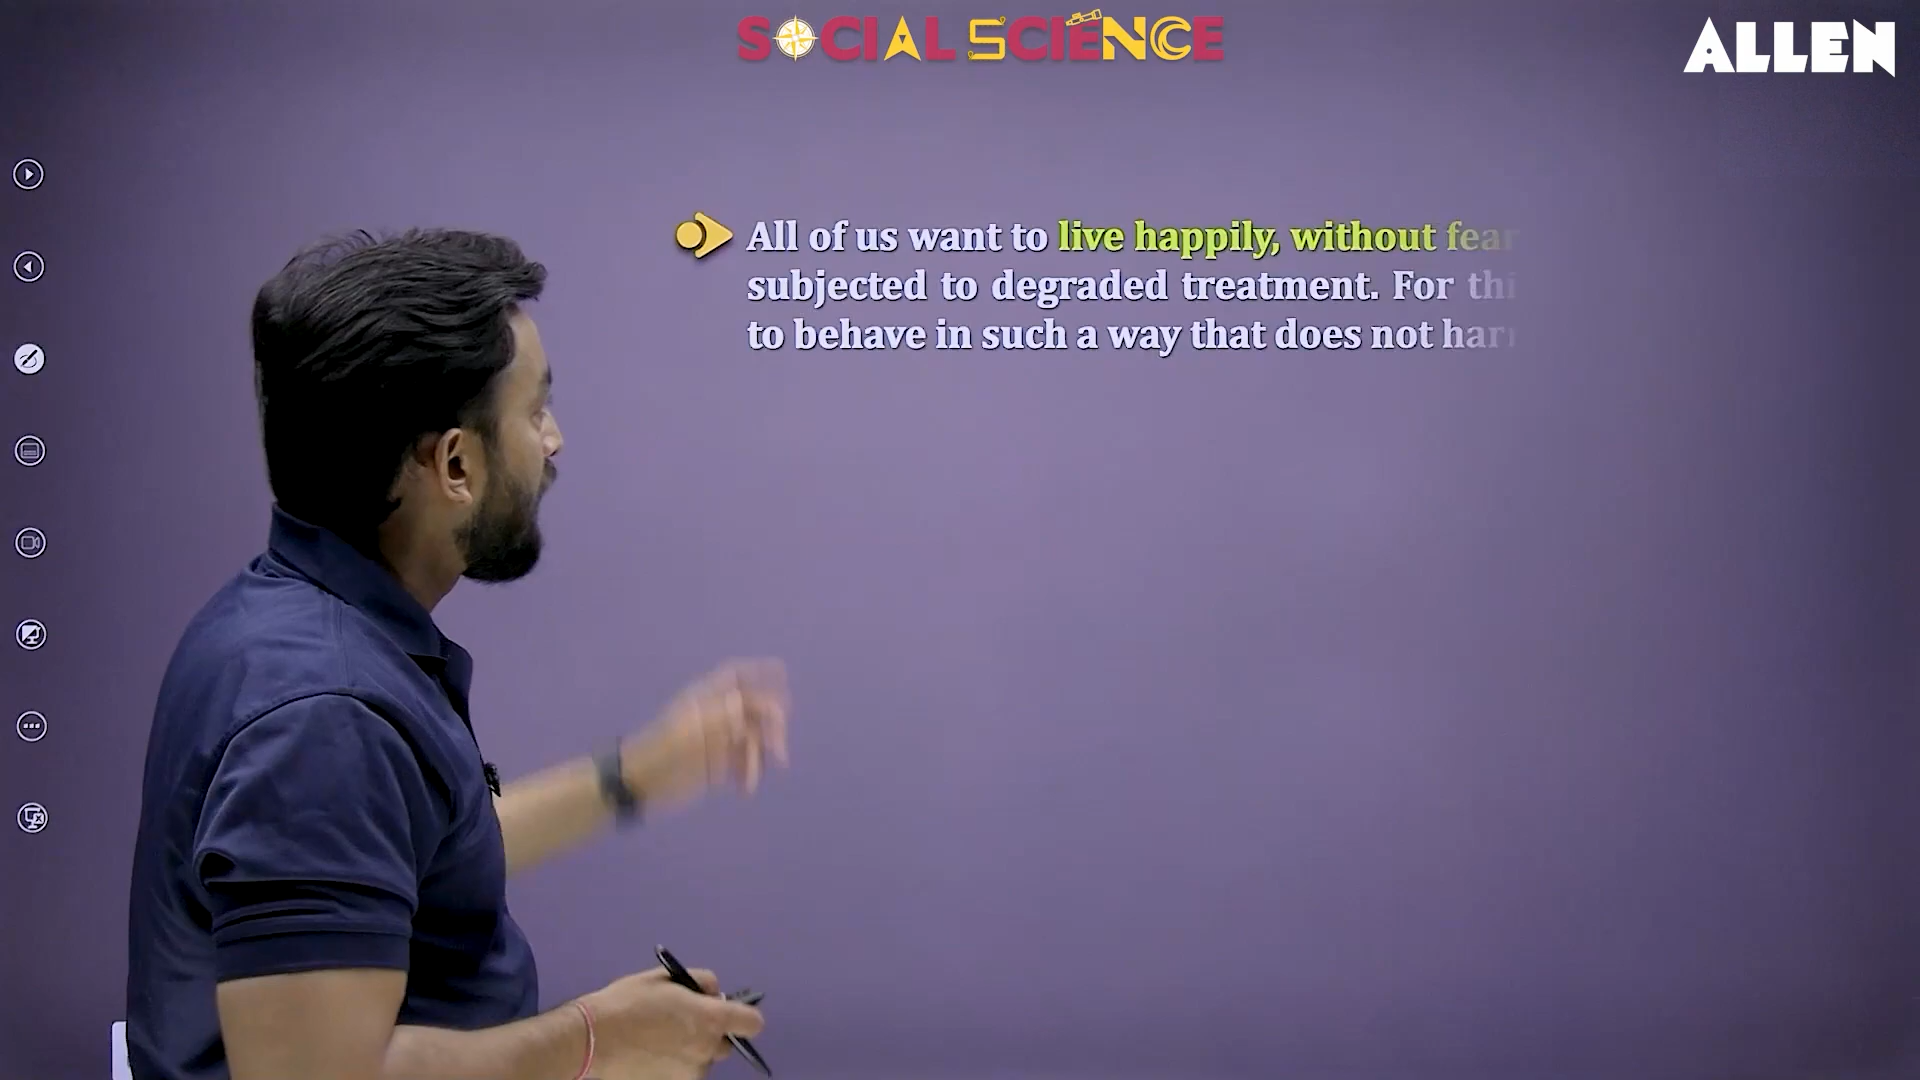 SOCIAL SCIENCE
ALLEN
All of us want to live happily, without fear
subjected to degraded treatment. For
to behave in such a way that does not